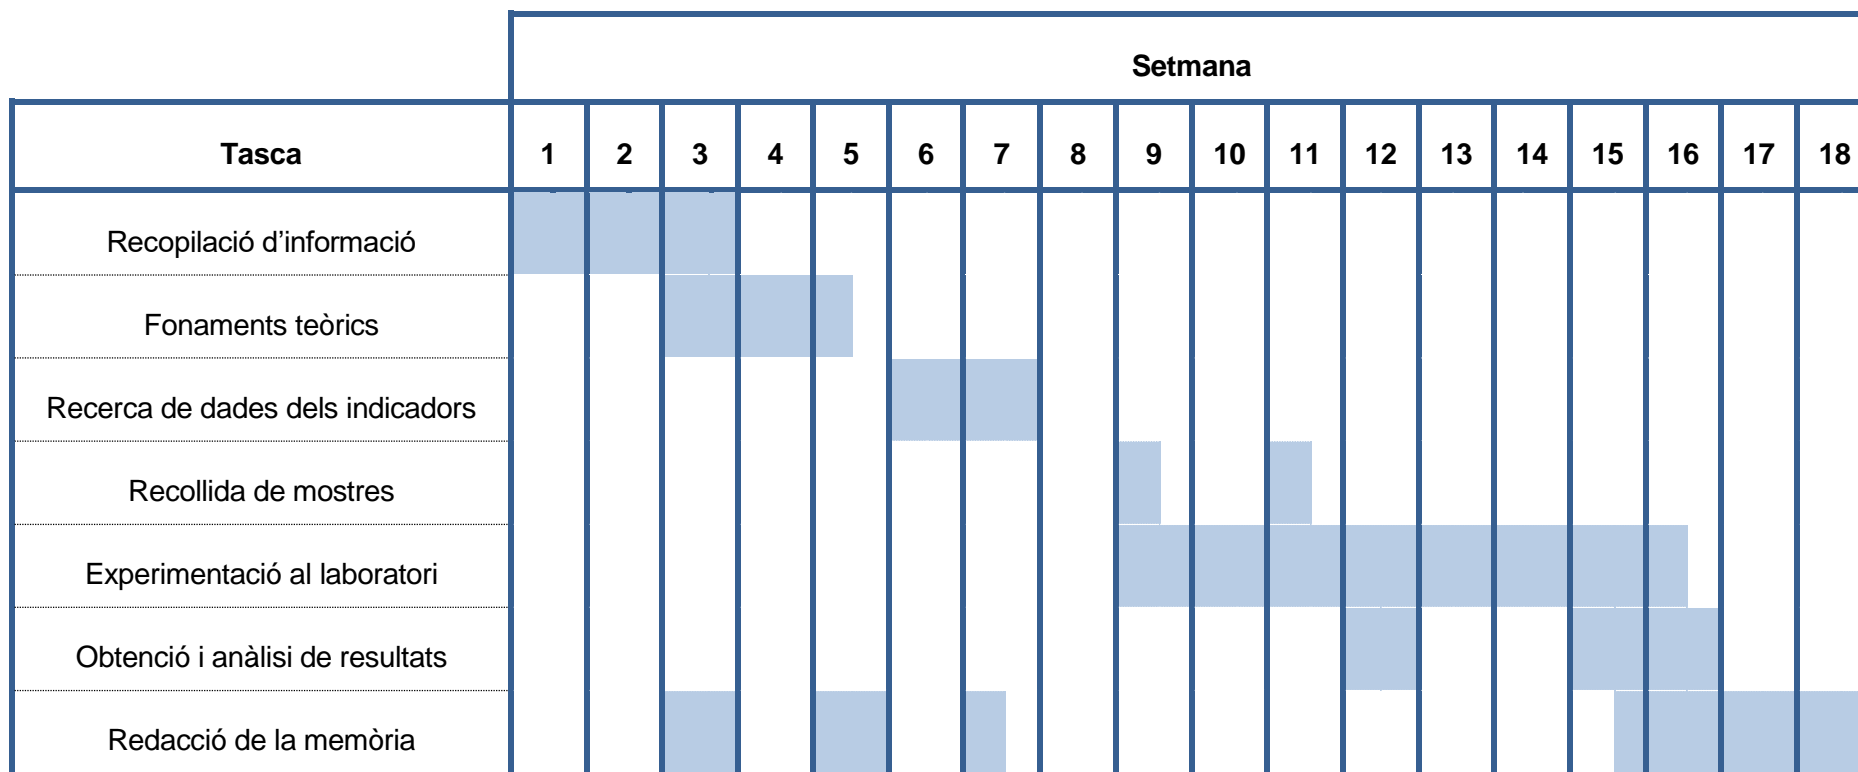 Setmana
Tasca 1 2 3 4 5 6 7 8 9 10 11 12 13 14 15 16 17 18
Recopilació d’informació
Fonaments teòrics
Recerca de dades dels indicadors
Recollida de mostres
Experimentació al laboratori
Obtenció i anàlisi de resultats
Redacció de la memòria